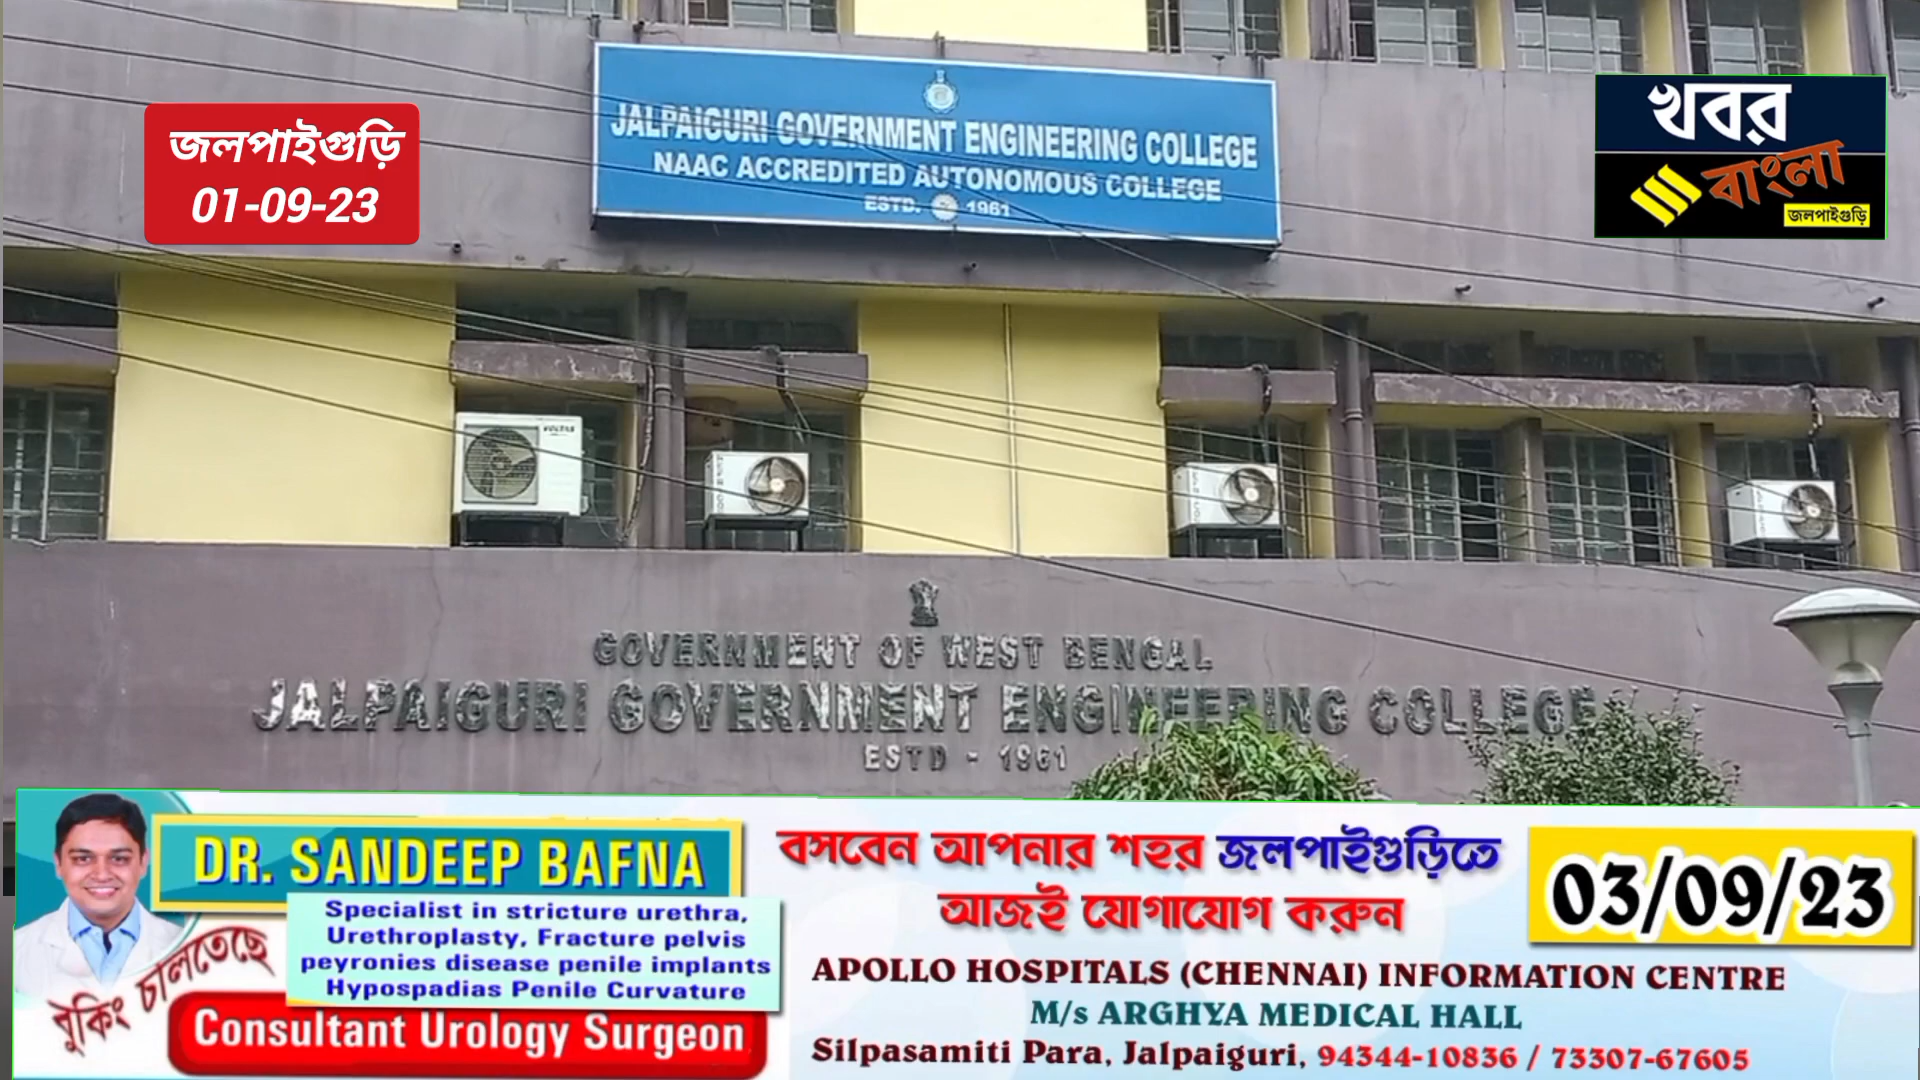 JALPAIGURI GOVERNMENT ENGINEERING COLLEGE
NAAC ACCREDITED AUTONOMOUS COLLEGE
ESTD. 1961
জলপাইগুড়ি
01-09-23
খবর
বাংলা
জলপাইগুড়ি
VOLTAS
GOVERNMENT OF WEST BENGAL
JALPAIGURI GOVERNMENT ENGINEERING COLLEGE
ESTD - 1961
DR. SANDEEP BAFNA
Specialist in stricture urethra,
Urethroplasty, Fracture pelvis
peyronies disease penile implants
Hypospadias Penile Curvature
বুকিং চলিতেছে
Consultant Urology Surgeon
বসবেন আপনার শহর জলপাইগুড়িতে
আজই যোগাযোগ করুন
03/09/23
APOLLO HOSPITALS (CHENNAI) INFORMATION CENTRE
M/s ARGHYA MEDICAL HALL
Silpasamiti Para, Jalpaiguri, 94344-10836 / 73307-67605